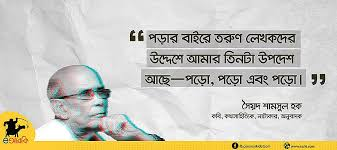 “ পড়ার বাইরে তরুণ লেখকদের
উদ্দেশে আমার তিনটা উপদেশ
আছে—পড়ো, পড়ো এবং পড়ো। ”
সৈয়দ শামসুল হক
কবি, কথাসাহিত্যিক, নাট্যকার, অনুবাদক